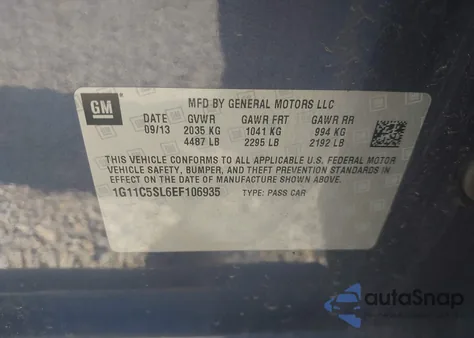 GM
MFD BY GENERAL MOTORS LLC
DATE GVWR GAWR FRT GAWR RR
09/13 2035 KG 1041 KG 994 KG
4487 LB 2295 LB 2192 LB
THIS VEHICLE CONFORMS TO ALL APPLICABLE U.S. FEDERAL MOTOR
VEHICLE SAFETY, BUMPER, AND THEFT PREVENTION STANDARDS
IN EFFECT ON THE DATE OF MANUFACTURE SHOWN ABOVE.
1G11C5SL6EF106935 TYPE: PASS CAR
autoSnap